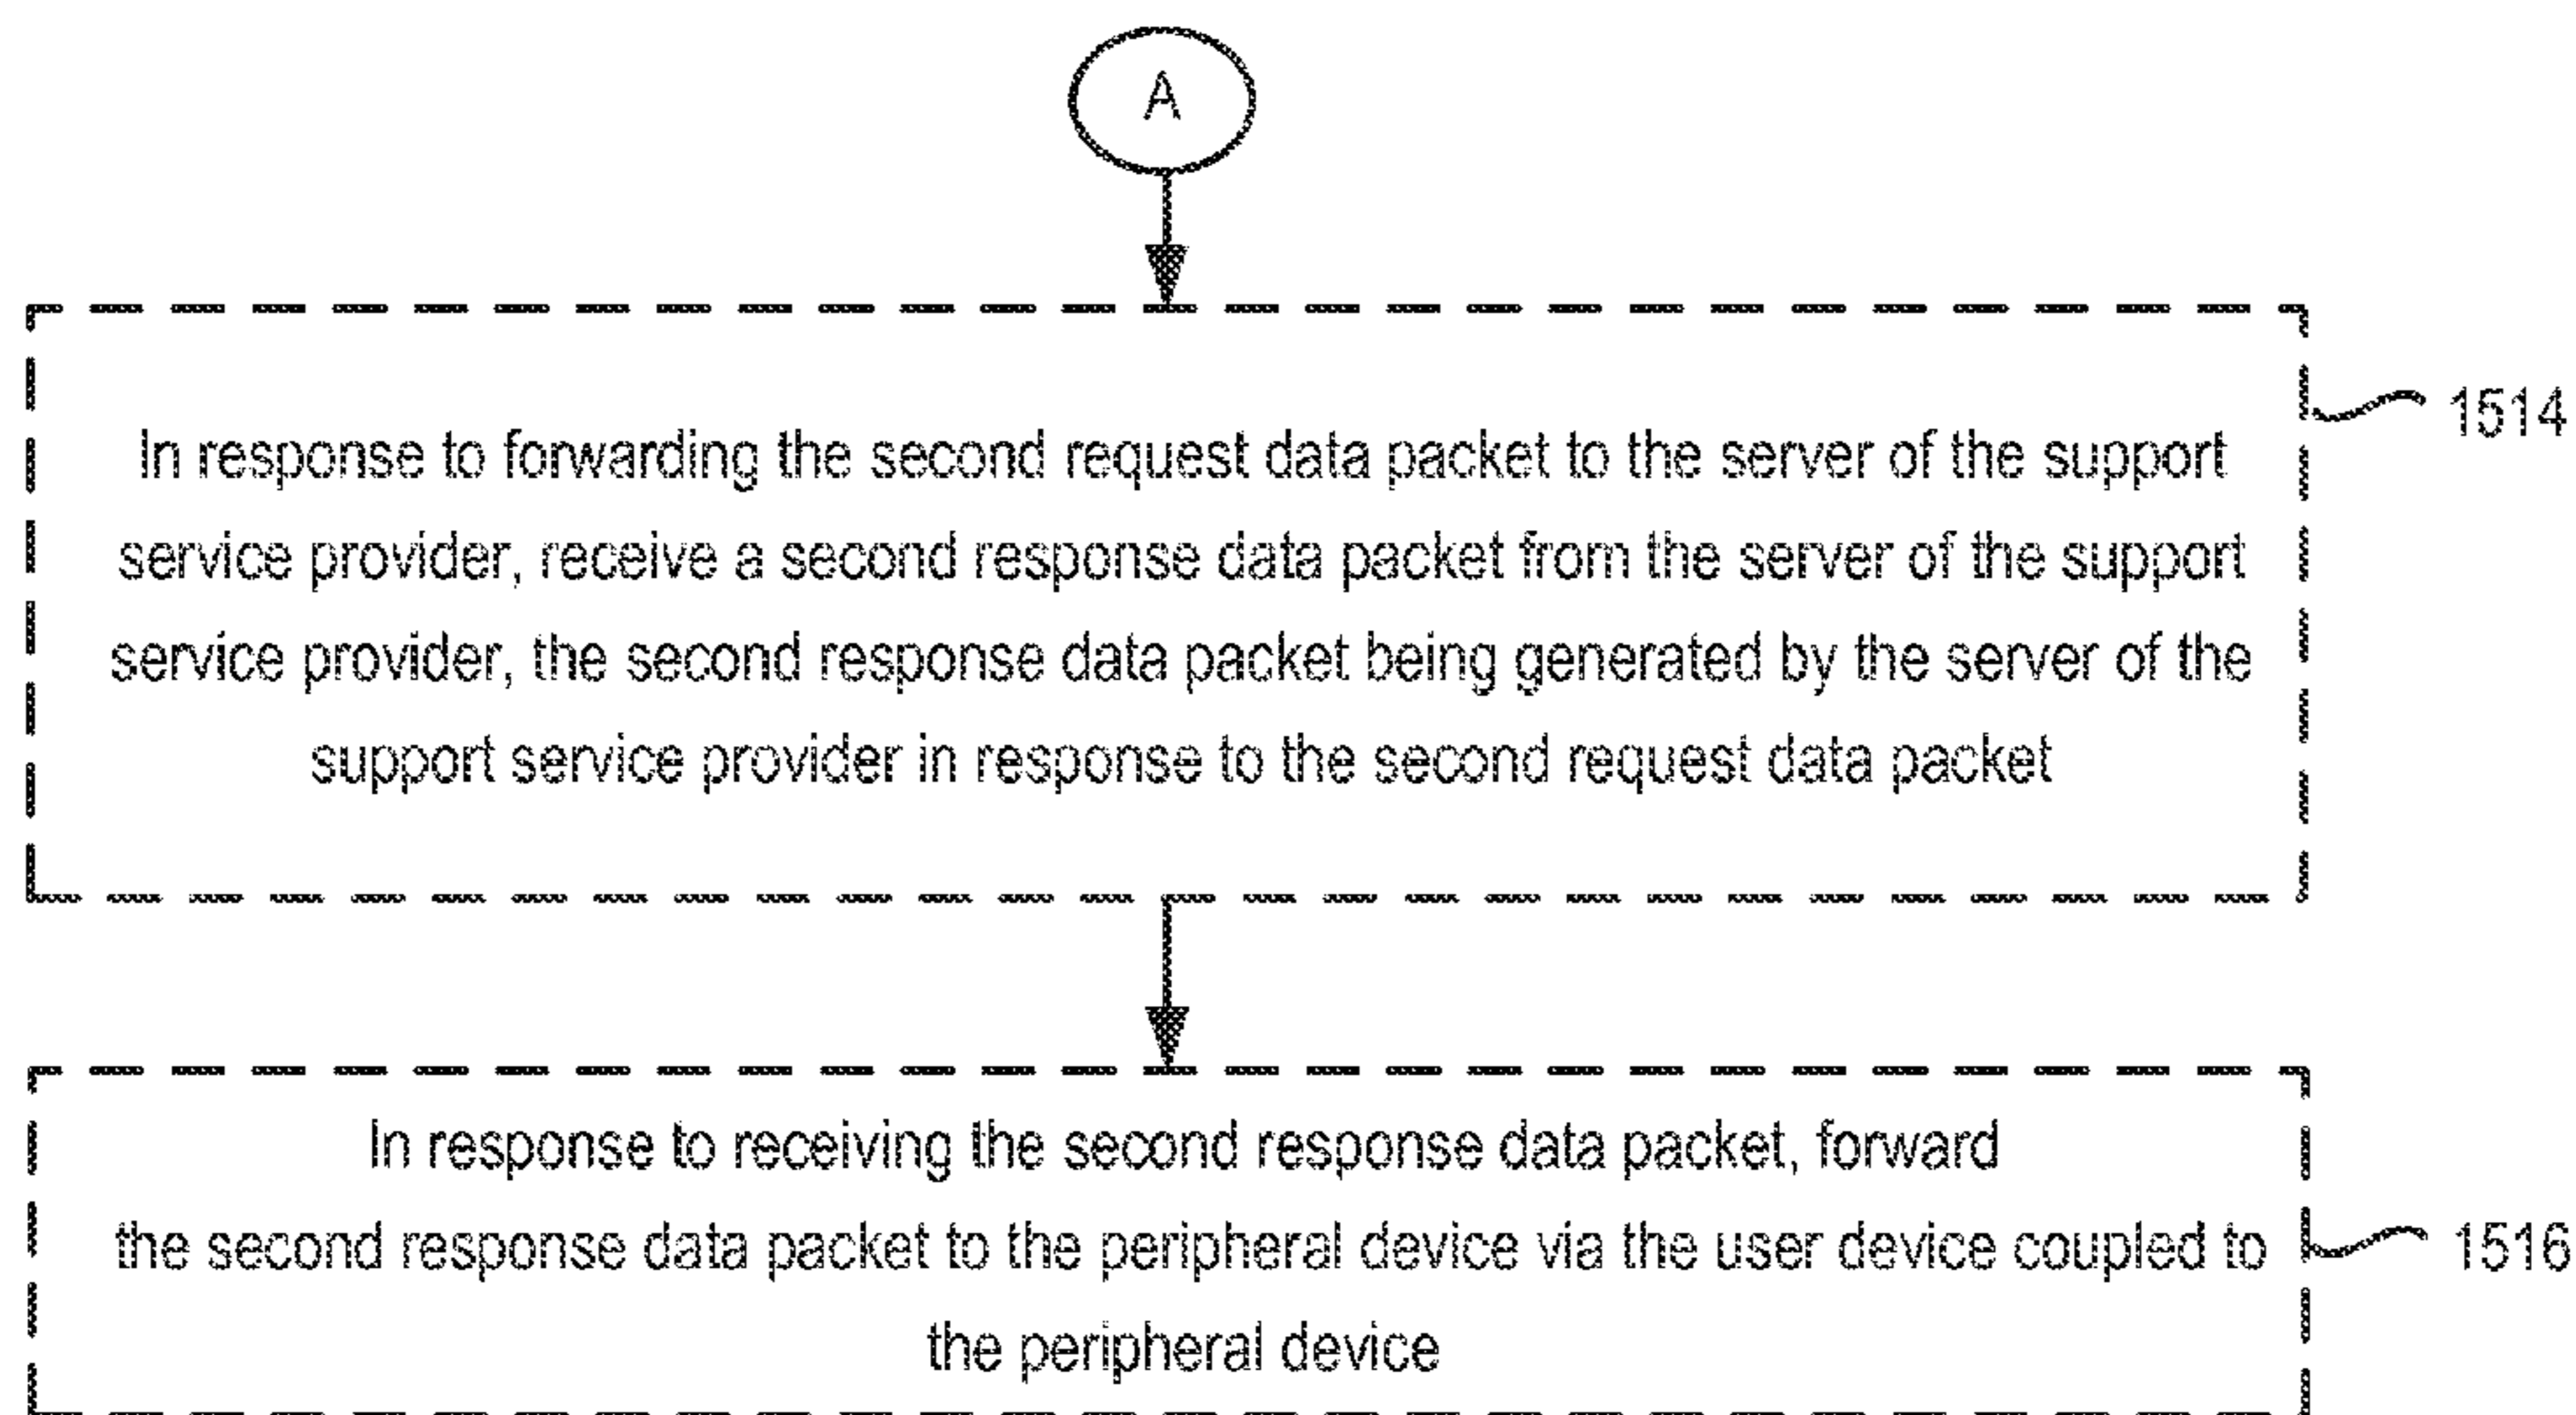 A
In response to forwarding the second request data packet to the server of the support
service provider, receive a second response data packet from the server of the support
service provider, the second response data packet being generated by the server of the
support service provider in response to the second request data packet
1514
In response to receiving the second response data packet, forward
the second response data packet to the peripheral device via the user device coupled to
the peripheral device
1516